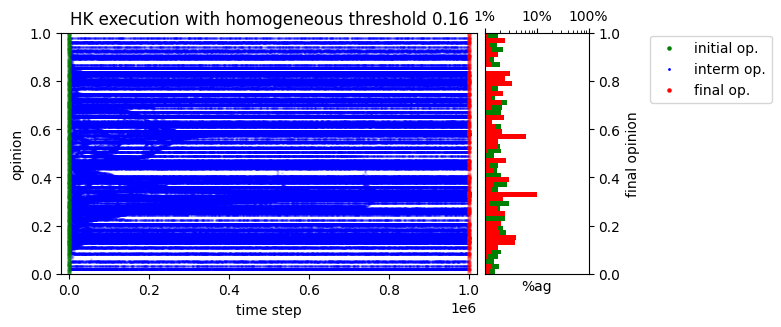 HK execution with homogeneous threshold 0.16
1% 10% 100%
1.0 0.8 0.6 0.4 0.2 0.0
opinion
0.0 0.2 0.4 0.6 0.8 1.0
1e6
time step
%ag
1.0 0.8 0.6 0.4 0.2 0.0
final opinion
initial op.
interm op.
final op.